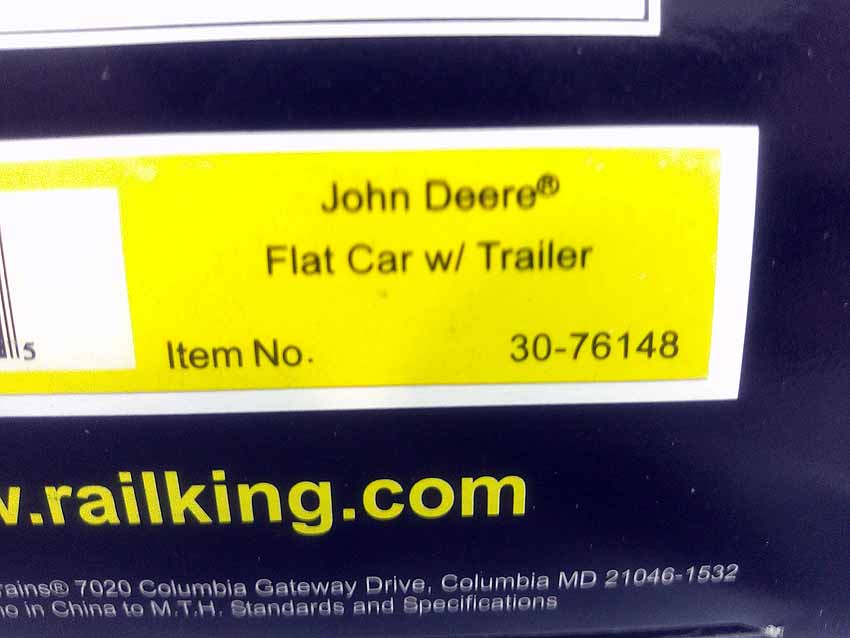 John Deere®
Flat Car w/ Trailer
Item No. 30-76148
5
.railking.com
7020 Columbia Gateway Drive, Columbia MD 21046-1532
in China to M.T.H. Standards and Specifications